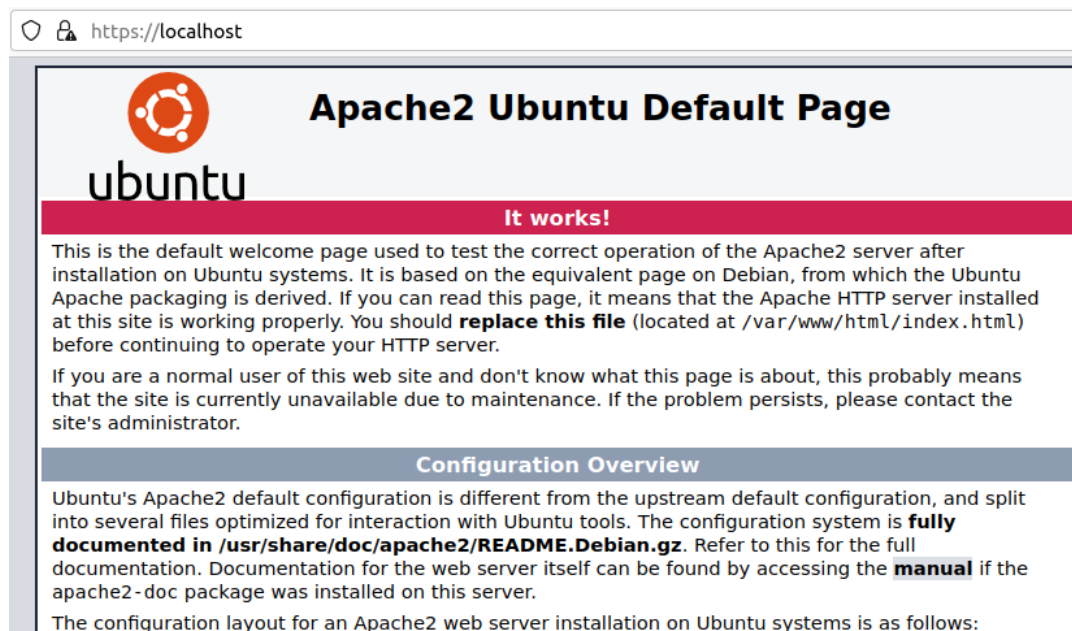 https://localhost
Apache2 Ubuntu Default Page
ubuntu
It works!
This is the default welcome page used to test the correct operation of the Apache2 server after
installation on Ubuntu systems. It is based on the equivalent page on Debian, from which the Ubuntu
Apache packaging is derived. If you can read this page, it means that the Apache HTTP server installed
at this site is working properly. You should replace this file (located at /var/www/html/index.html)
before continuing to operate your HTTP server.
If you are a normal user of this web site and don't know what this page is about, this probably means
that the site is currently unavailable due to maintenance. If the problem persists, please contact the
site's administrator.
Configuration Overview
Ubuntu's Apache2 default configuration is different from the upstream default configuration, and split
into several files optimized for interaction with Ubuntu tools. The configuration system is fully
documented in /usr/share/doc/apache2/README.Debian.gz. Refer to this for the full
documentation. Documentation for the web server itself can be found by accessing the manual if the
apache2-doc package was installed on this server.
The configuration layout for an Apache2 web server installation on Ubuntu systems is as follows: